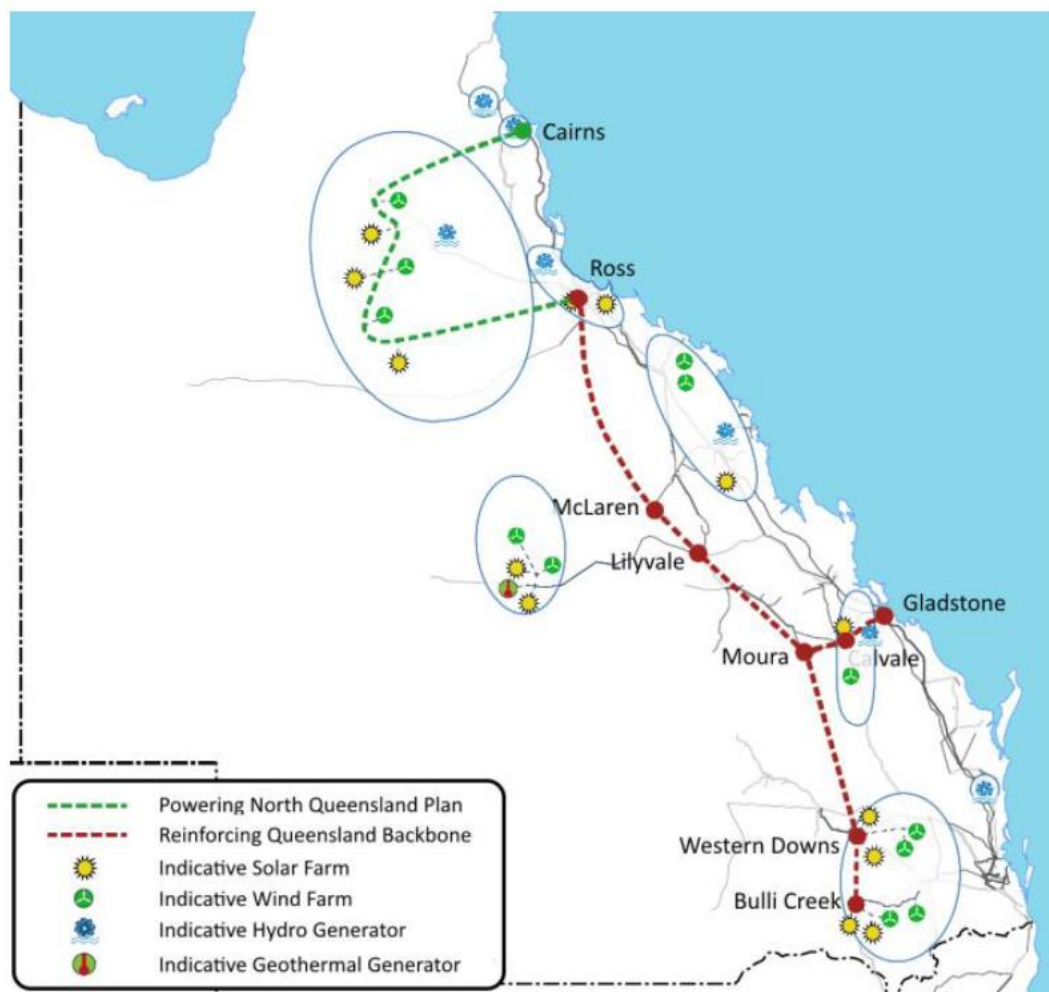 Cairns
Ross
McLaren
Lilyvale
Gladstone
Moura
Calvale
Western Downs
Bulli Creek
Powering North Queensland Plan
Reinforcing Queensland Backbone
Indicative Solar Farm
Indicative Wind Farm
Indicative Hydro Generator
Indicative Geothermal Generator